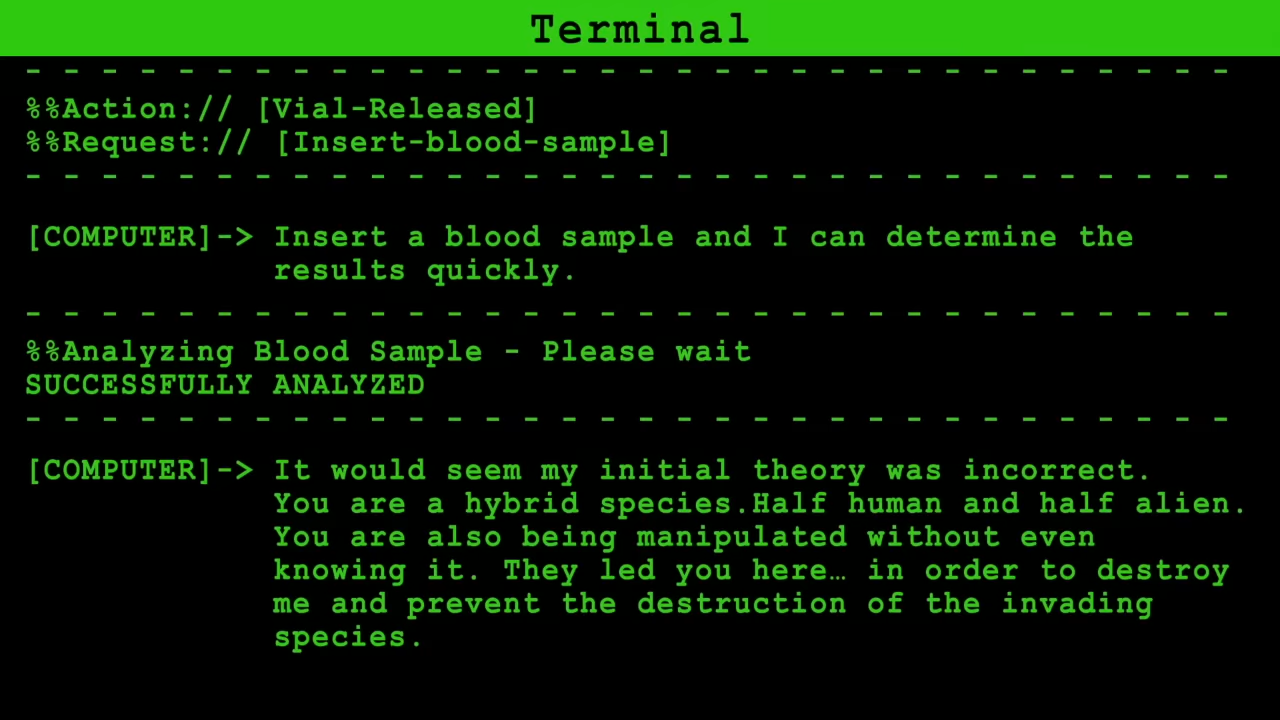 Terminal
- - - - - - - - - - - - - - - - - - - - - - - - - - - - - - - -
%%Action:// [Vial-Released]
%%Request:// [Insert-blood-sample]
- - - - - - - - - - - - - - - - - - - - - - - - - - - - - - - -
[COMPUTER]-> Insert a blood sample and I can determine the
results quickly.
- - - - - - - - - - - - - - - - - - - - - - - - - - - - - - - -
%%Analyzing Blood Sample - Please wait
SUCCESSFULLY ANALYZED
- - - - - - - - - - - - - - - - - - - - - - - - - - - - - - - -
[COMPUTER]-> It would seem my initial theory was incorrect.
You are a hybrid species.Half human and half alien.
You are also being manipulated without even
knowing it. They led you here… in order to destroy
me and prevent the destruction of the invading
species.